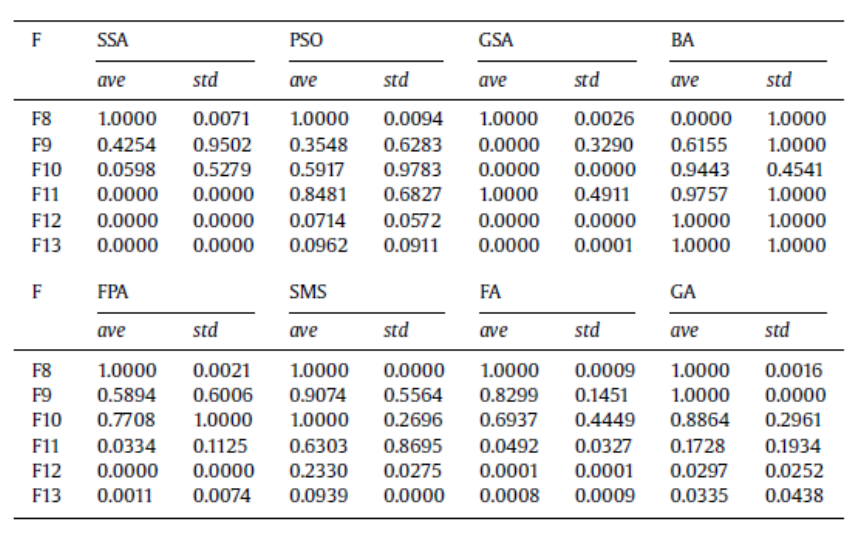 F SSA PSO GSA BA
ave std ave std ave std ave std
F8 1.0000 0.0071 1.0000 0.0094 1.0000 0.0026 0.0000 1.0000
F9 0.4254 0.9502 0.3548 0.6283 0.0000 0.3290 0.6155 1.0000
F10 0.0598 0.5279 0.5917 0.9783 0.0000 0.0000 0.9443 0.4541
F11 0.0000 0.0000 0.8481 0.6827 1.0000 0.4911 0.9757 1.0000
F12 0.0000 0.0000 0.0714 0.0572 0.0000 0.0000 1.0000 1.0000
F13 0.0000 0.0000 0.0962 0.0911 0.0000 0.0001 1.0000 1.0000
F FPA SMS FA GA
ave std ave std ave std ave std
F8 1.0000 0.0021 1.0000 0.0000 1.0000 0.0009 1.0000 0.0016
F9 0.5894 0.6006 0.9074 0.5564 0.8299 0.1451 1.0000 0.0000
F10 0.7708 1.0000 1.0000 0.2696 0.6937 0.4449 0.8864 0.2961
F11 0.0334 0.1125 0.6303 0.8695 0.0492 0.0327 0.1728 0.1934
F12 0.0000 0.0000 0.2330 0.0275 0.0001 0.0001 0.0297 0.0252
F13 0.0011 0.0074 0.0939 0.0000 0.0008 0.0009 0.0335 0.0438